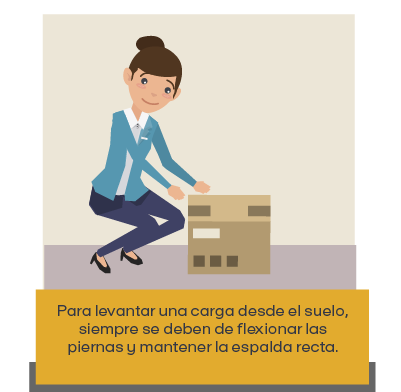 Para levantar una carga desde el suelo,
siempre se deben de flexionar las
piernas y mantener la espalda recta.